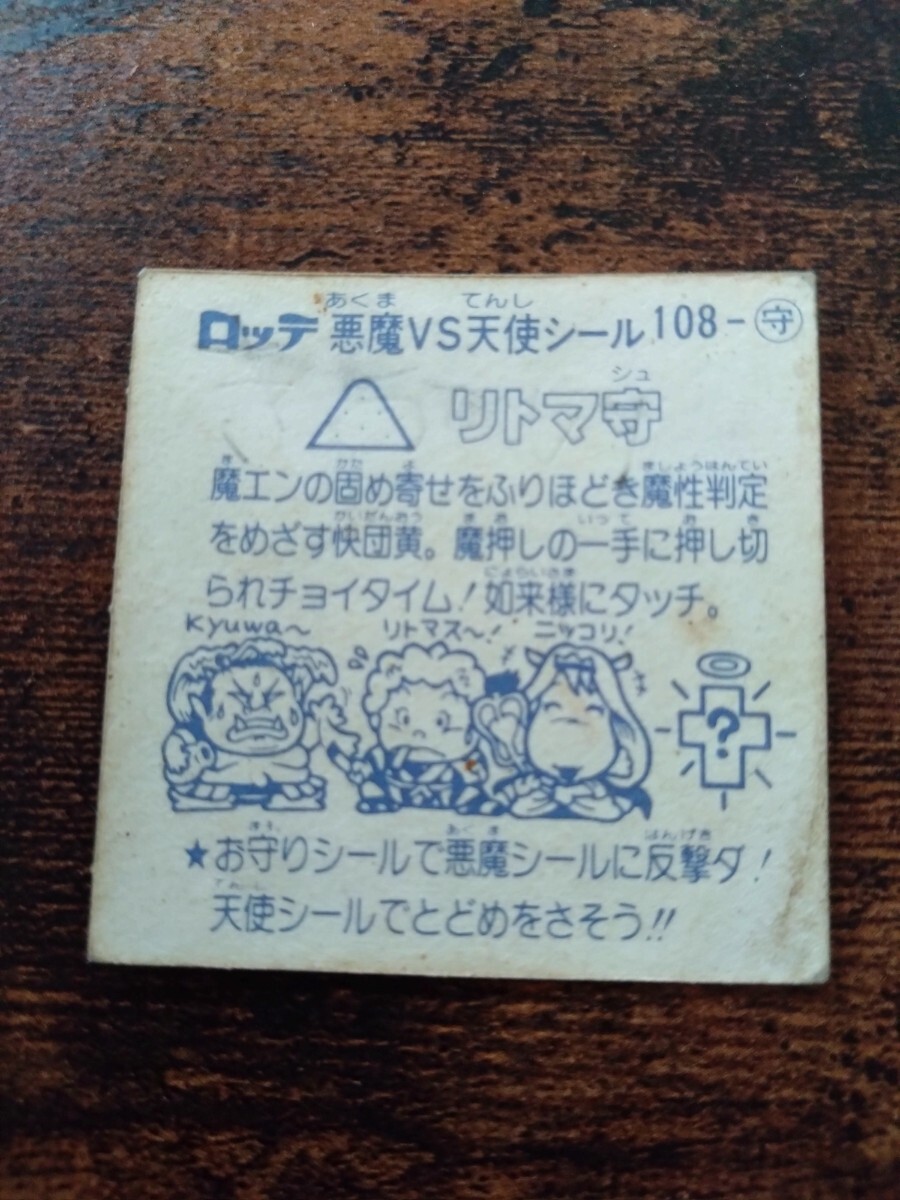 ロッテ 悪魔VS天使シール 108-守
あくま てんし
シュ
リトマ守
魔エンの固め寄せをふりほどき魔性判定
をめざす快団黄。魔押しの一手に押し切
られチョイタイム!如来様にタッチ。
Kyuwa〜 リトマス〜! ニッコリ!
?
★お守りシールで悪魔シールに反撃ダ!
天使シールでとどめをさそう!!